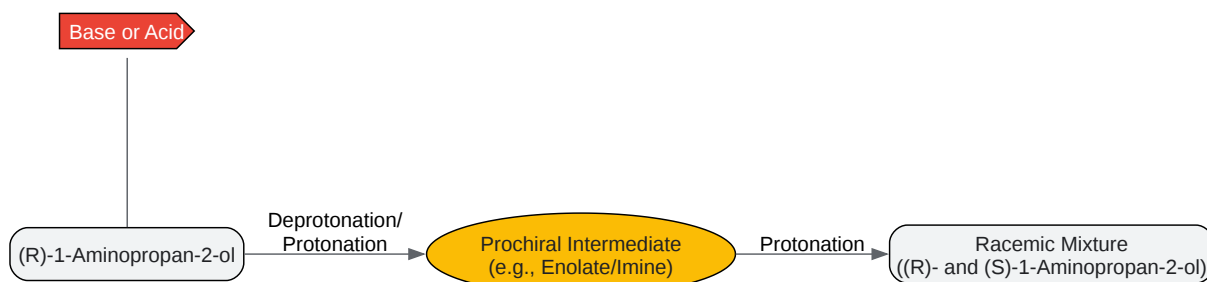 Base or Acid
Deprotonation/
Protonation
(R)-1-Aminopropan-2-ol
Prochiral Intermediate
(e.g., Enolate/Imine)
Protonation
Racemic Mixture
((R)- and (S)-1-Aminopropan-2-ol)